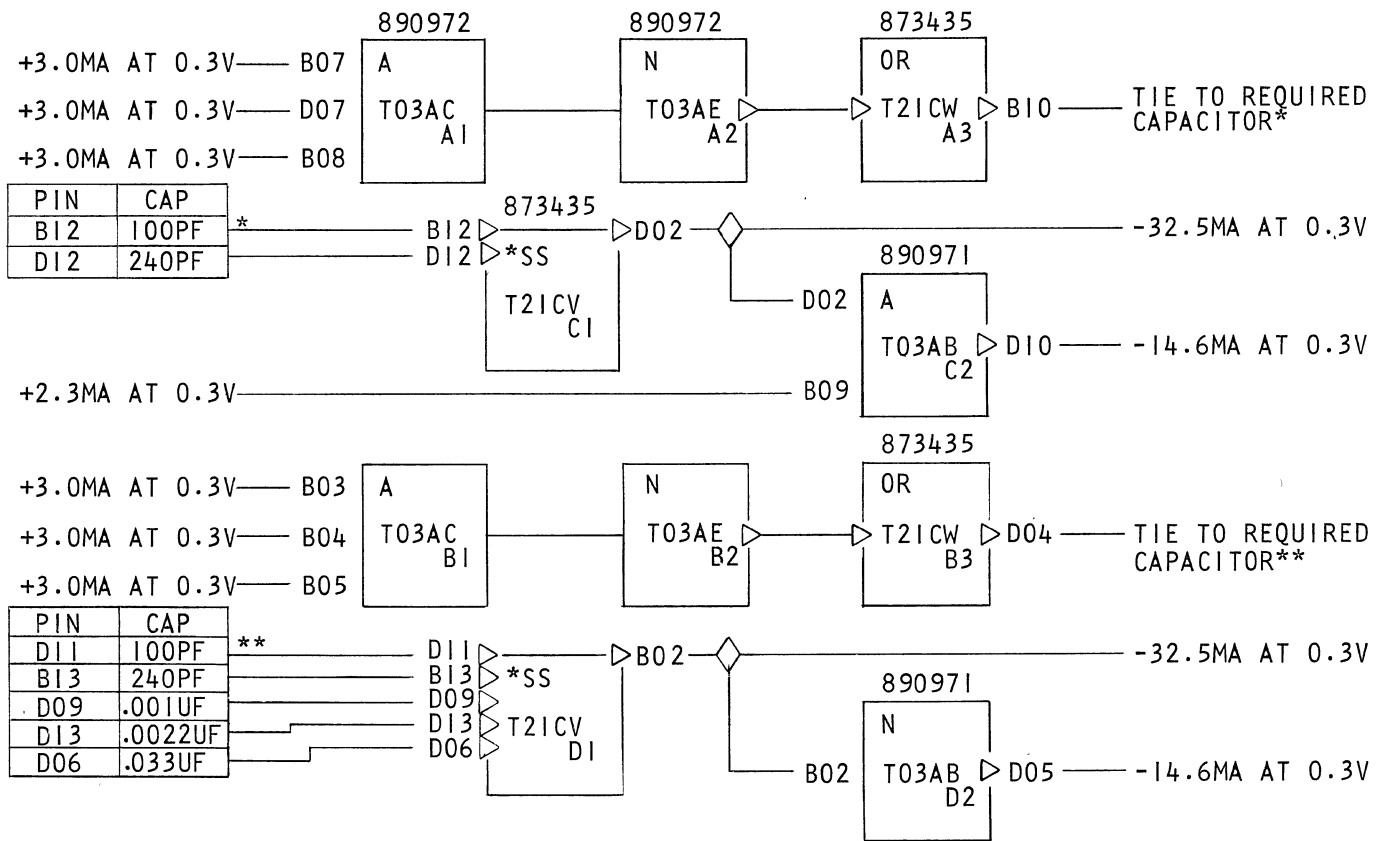 890972 890972 873435
+3.0MA AT 0.3V B07 A N OR
+3.0MA AT 0.3V D07 T03AC T03AE T21CW B10 TIE TO REQUIRED
A1 A2 A3 CAPACITOR*
+3.0MA AT 0.3V B08
PIN CAP 873435
B12 100PF * B12 D02 -32.5MA AT 0.3V
D12 240PF D12 *SS 890971
T21CV D02 A
C1 T03AB D10 -14.6MA AT 0.3V
C2
+2.3MA AT 0.3V B09
873435
+3.0MA AT 0.3V B03 A N OR
+3.0MA AT 0.3V B04 T03AC T03AE T21CW D04 TIE TO REQUIRED
B1 B2 B3 CAPACITOR**
+3.0MA AT 0.3V B05
PIN CAP
D11 100PF ** D11 B02 -32.5MA AT 0.3V
B13 240PF B13 *SS 890971
D09 .001UF D09
D13 .0022UF D13 T21CV N
D06 .033UF D06 D1
B02 T03AB D05 -14.6MA AT 0.3V
D2